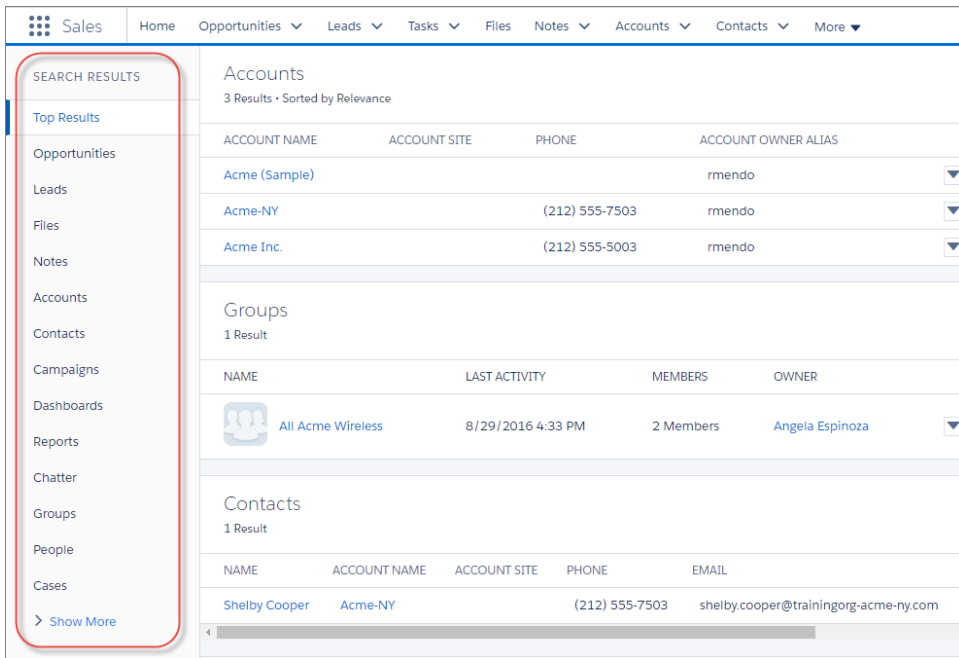 Sales Home Opportunities Leads Tasks Files Notes Accounts Contacts More
SEARCH RESULTS
Top Results
Opportunities
Leads
Files
Notes
Accounts
Contacts
Campaigns
Dashboards
Reports
Chatter
Groups
People
Cases
Show More
Accounts
3 Results • Sorted by Relevance
ACCOUNT NAME ACCOUNT SITE PHONE ACCOUNT OWNER ALIAS
Acme (Sample) rmendo
Acme-NY (212) 555-7503 rmendo
Acme Inc. (212) 555-5003 rmendo
Groups
1 Result
NAME LAST ACTIVITY MEMBERS OWNER
All Acme Wireless 8/29/2016 4:33 PM 2 Members Angela Espinoza
Contacts
1 Result
NAME ACCOUNT NAME ACCOUNT SITE PHONE EMAIL
Shelby Cooper Acme-NY (212) 555-7503 shelby.cooper@trainingorg-acme-ny.com